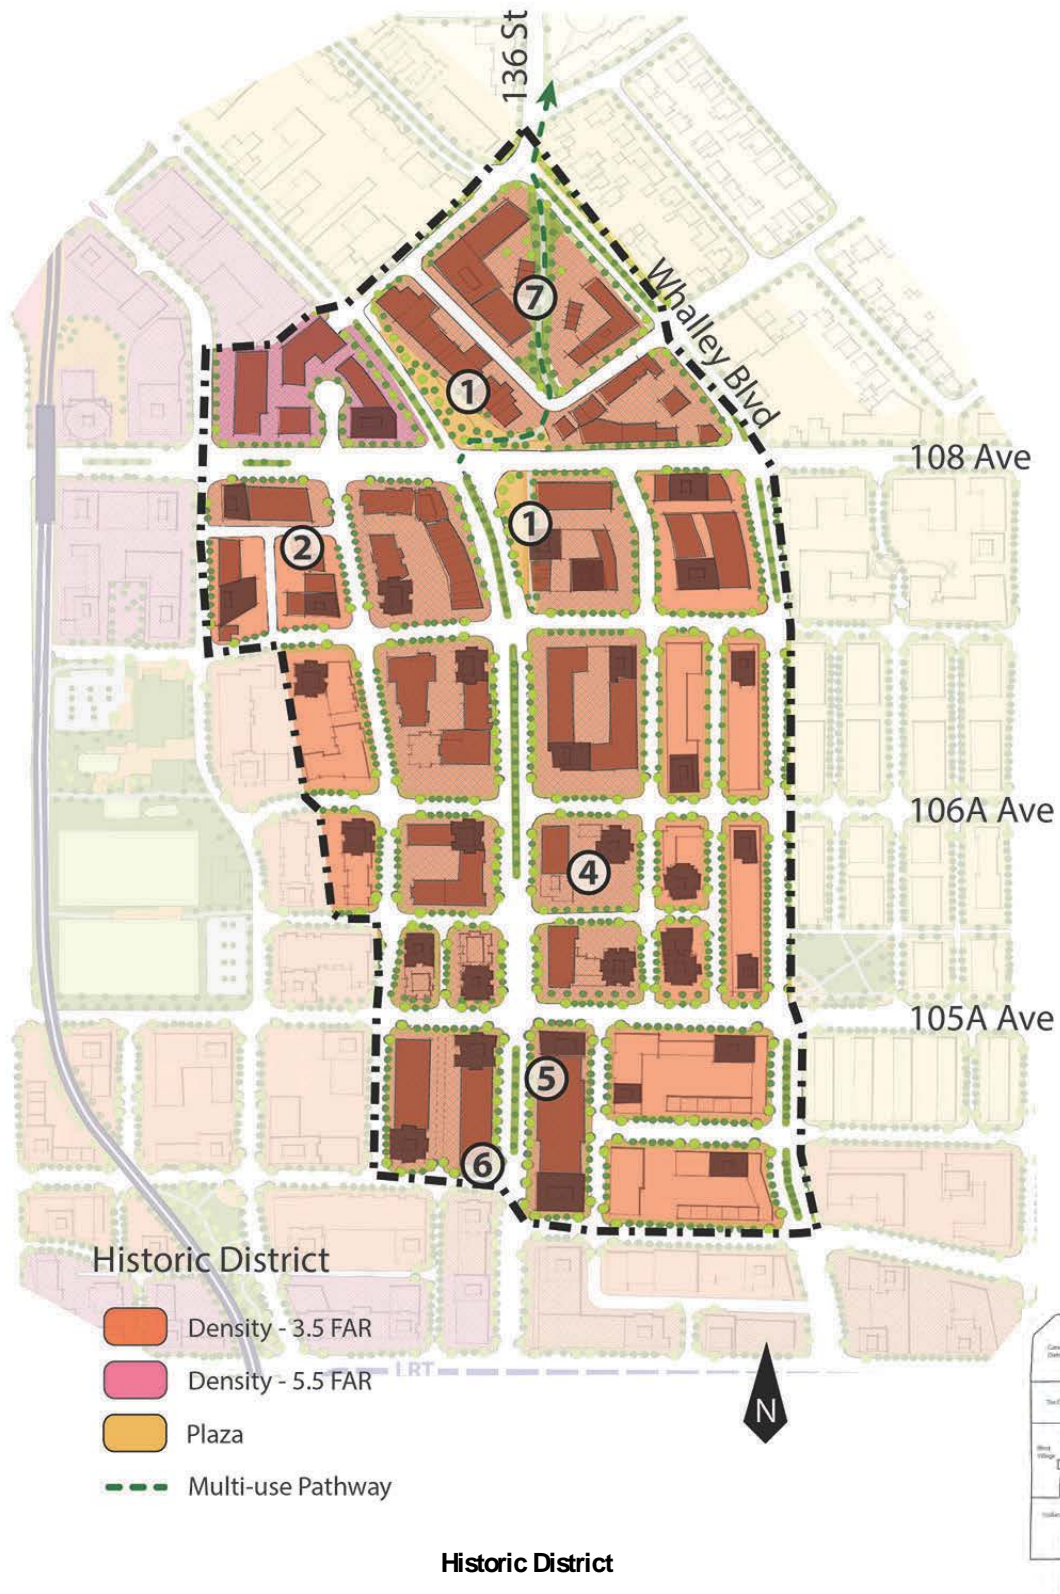 136 St
7
Whalley Blvd
1
108 Ave
1
2
106A Ave
4
105A Ave
5
6
Historic District
Density - 3.5 FAR
LRT
Density - 5.5 FAR
N
Plaza
Multi-use Pathway
Historic District